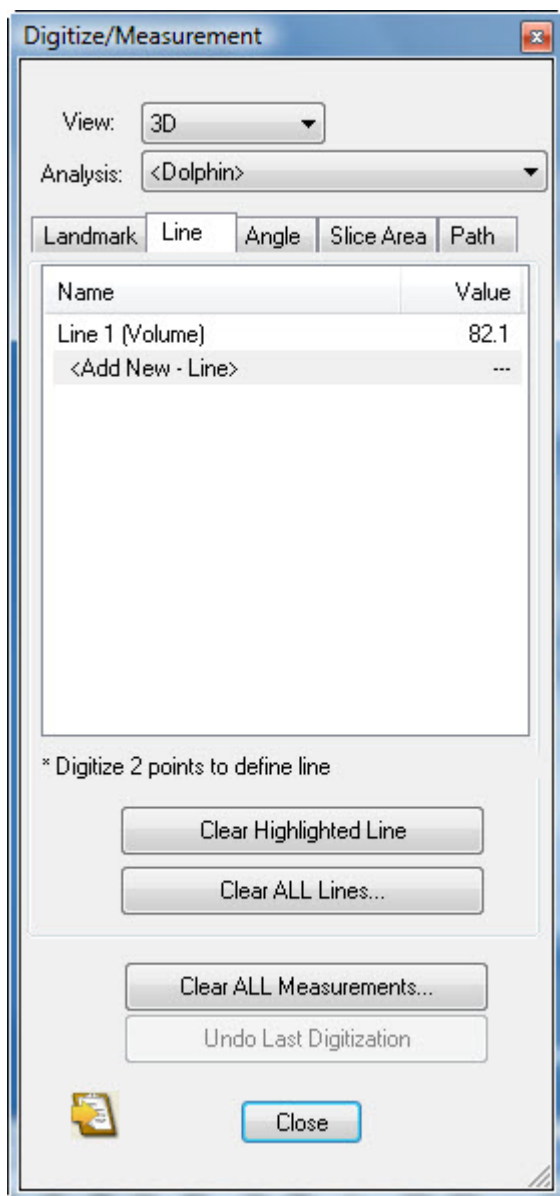 Digitize/Measurement
View: 3D
Analysis: <Dolphin>
Landmark Line Angle Slice Area Path
Name Value
Line 1 (Volume) 82.1
<Add New - Line> ---
* Digitize 2 points to define line
Clear Highlighted Line
Clear ALL Lines...
Clear ALL Measurements...
Undo Last Digitization
Close